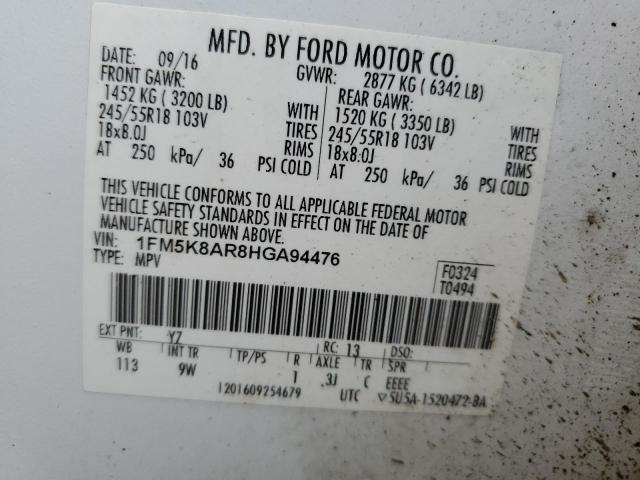 MFD. BY FORD MOTOR CO.
DATE: 09/16 GVWR: 2877 KG ( 6342 LB)
FRONT GAWR: REAR GAWR:
1452 KG ( 3200 LB) WITH 1520 KG ( 3350 LB) WITH
245/55R18 103V TIRES 245/55R18 103V TIRES
18x8.0J RIMS 18x8.0J RIMS
AT 250 kPa/ 36 PSI COLD AT 250 kPa/ 36 PSI COLD
THIS VEHICLE CONFORMS TO ALL APPLICABLE FEDERAL MOTOR
VEHICLE SAFETY STANDARDS IN EFFECT ON THE DATE OF
MANUFACTURE SHOWN ABOVE.
VIN: 1FM5K8AR8HGA94476
TYPE: MPV
F0324
T0494
EXT PNT: YZ RC: 13 DSO:
WB INT TR TP/PS R AXLE TR SPR
113 9W 1 3J C EEEE
1201609254679 UTC ▽5U5A-1520472-BA